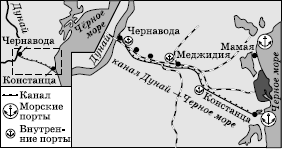 Дунай
Черное
море
Чернавода
Констанца
Канал
Морские
порты
Внутрен-
ние порты
Дунай
Чернавода
Меджидия
Мамая
канал Дунай — Черное море
Констанца
Черное море